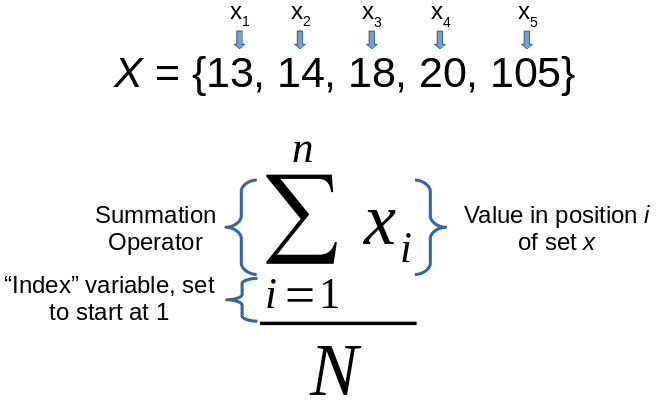 x₁ x₂ x₃ x₄ x₅
X = {13, 14, 18, 20, 105}
n
Summation
Operator
∑ xᵢ
Value in position i
of set x
“Index” variable, set
to start at 1
i=1
N